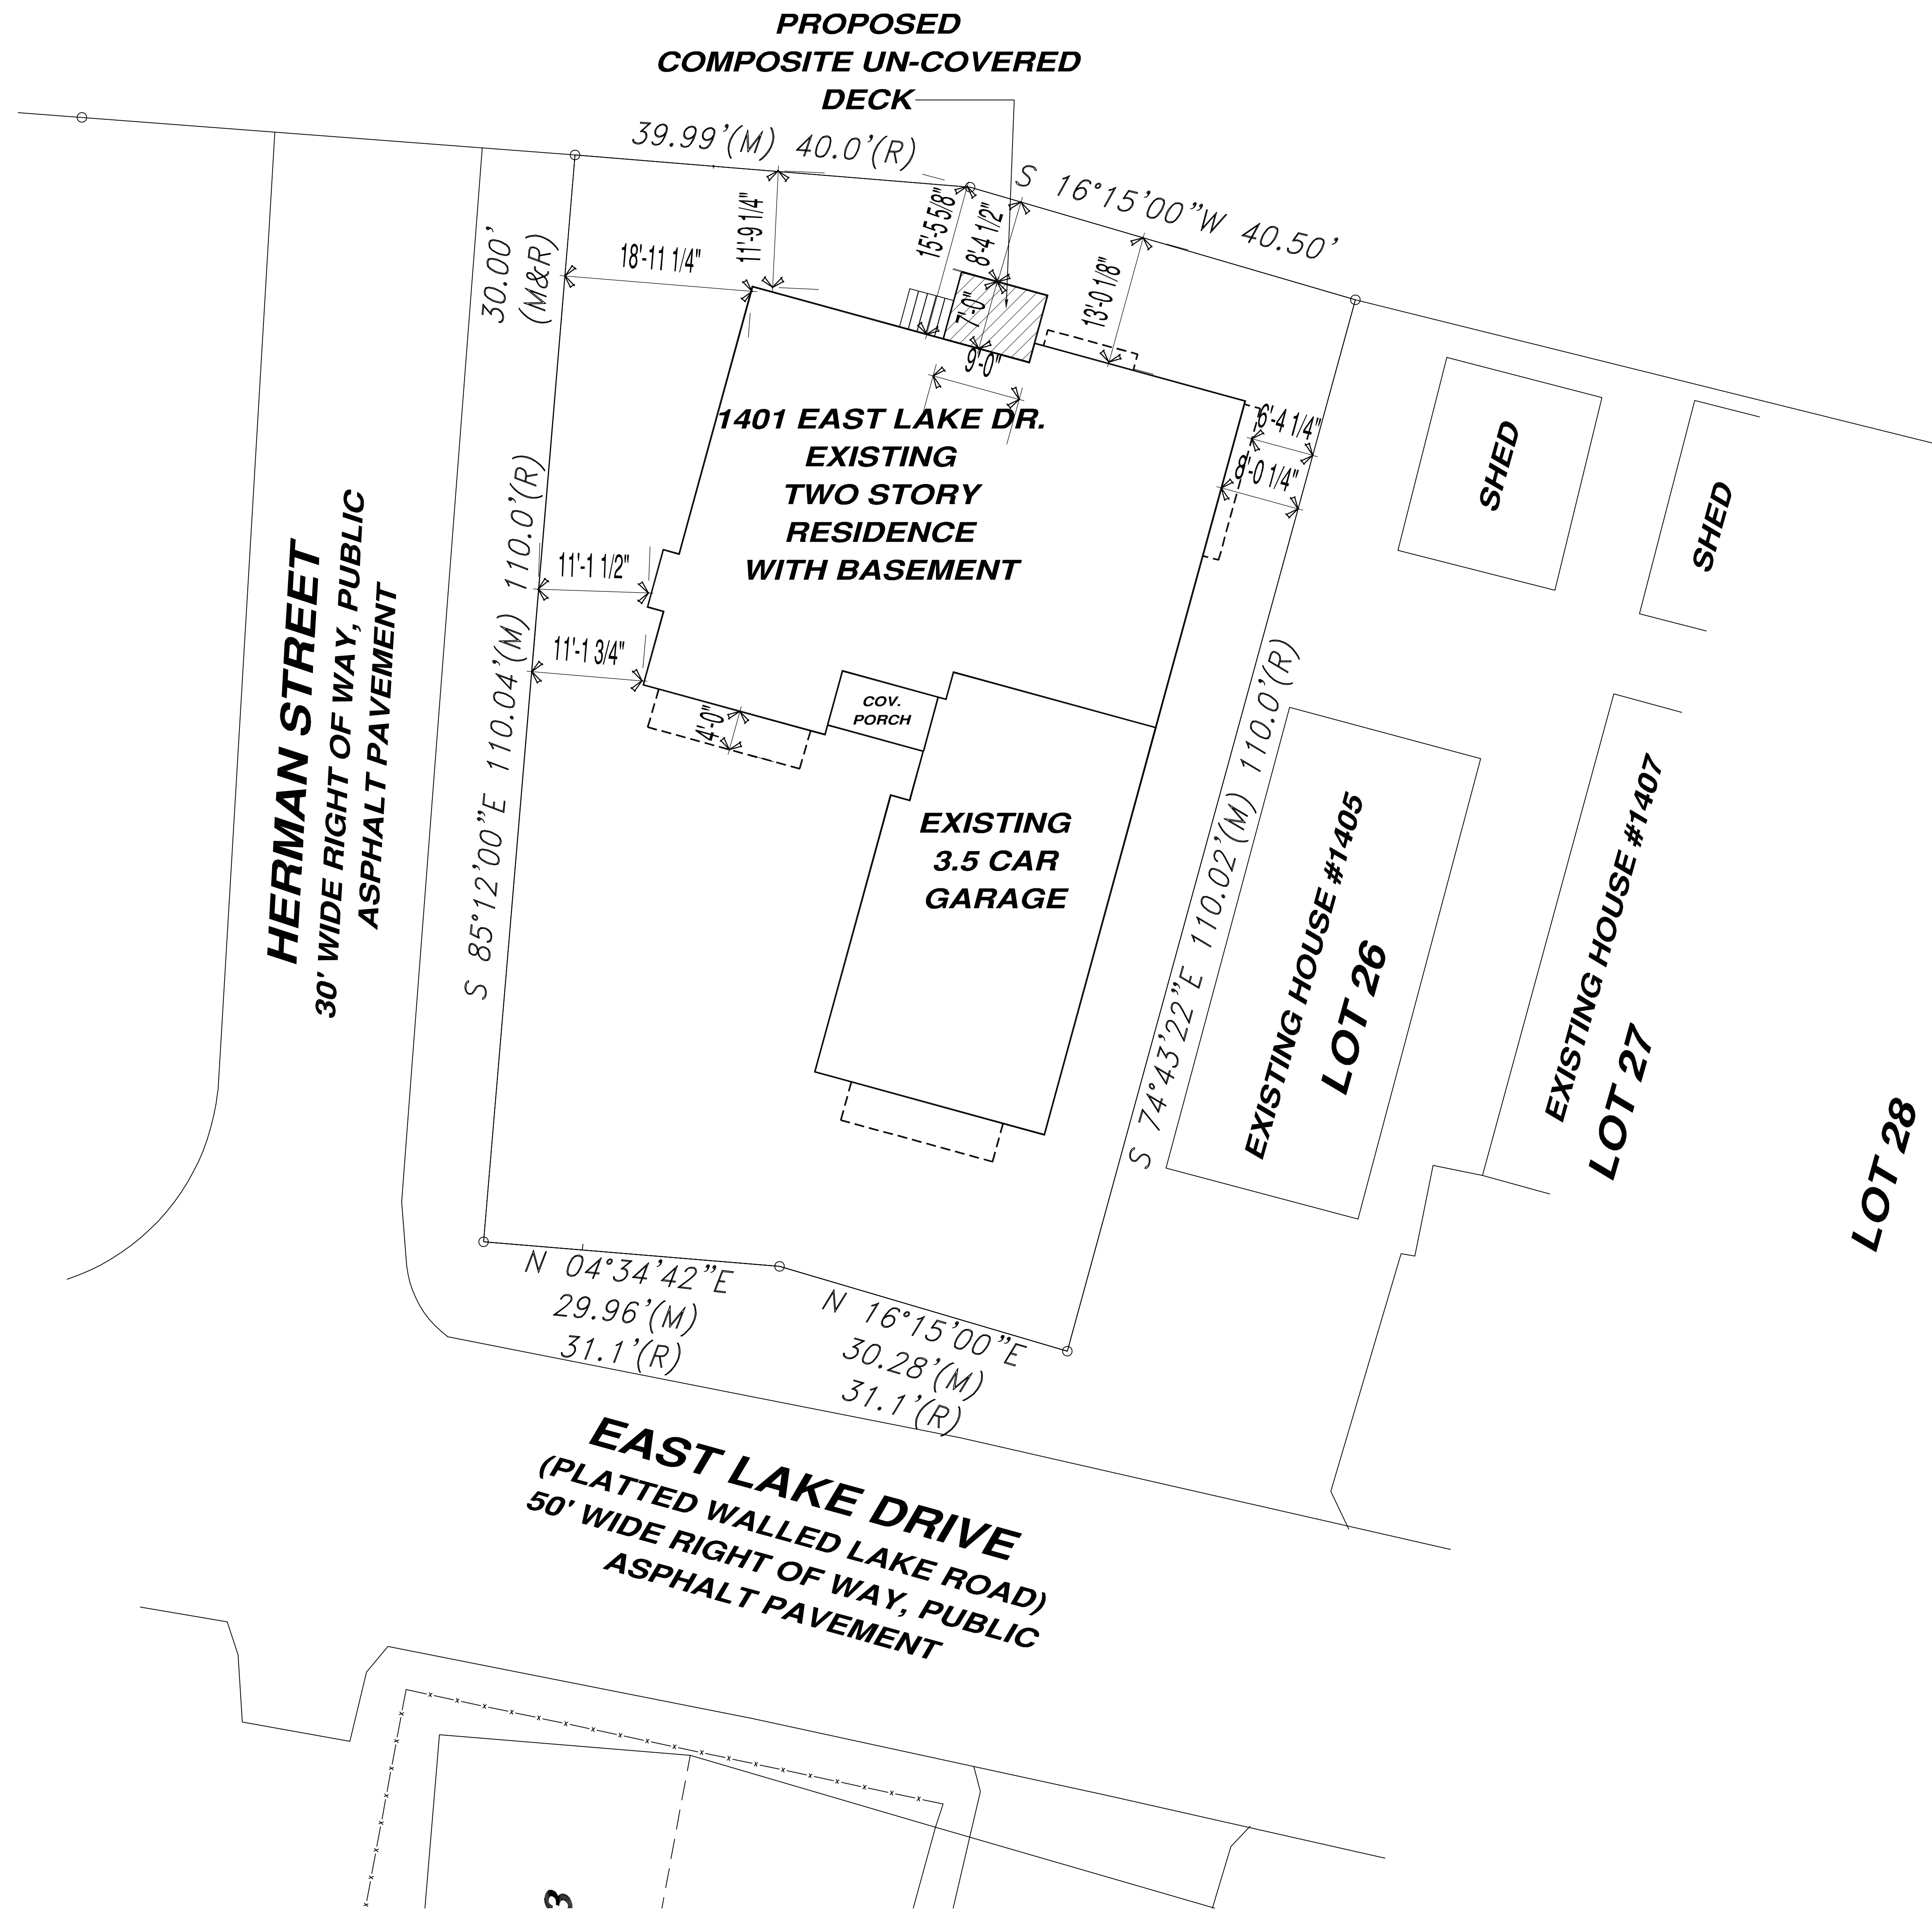 PROPOSED
COMPOSITE UN-COVERED
DECK
39.99'(M) 40.0'(R)
S 16°15'00"W 40.50'
30.00'
(M&R)
18'-11 1/4"
11'-9 1/4"
15'-5 5/8"
8'-4 1/2"
7'-0"
9'-0"
13'-0 1/8"
6'-4 1/4"
8'-0 1/4"
1401 EAST LAKE DR.
EXISTING
TWO STORY
RESIDENCE
WITH BASEMENT
SHED
SHED
11'-1 1/2"
11'-1 3/4"
4'-0"
COV.
PORCH
HERMAN STREET
30' WIDE RIGHT OF WAY, PUBLIC
ASPHALT PAVEMENT
S 85°12'00"E 110.04'(M) 110.0'(R)
EXISTING
3.5 CAR
GARAGE
S 74°43'22"E 110.02'(M) 110.0'(R)
EXISTING HOUSE #1405
LOT 26
EXISTING HOUSE #1407
LOT 27
LOT 28
N 04°34'42"E
29.96'(M)
31.1'(R)
N 16°15'00"E
30.28'(M)
31.1'(R)
EAST LAKE DRIVE
(PLATTED WALLED LAKE ROAD)
50' WIDE RIGHT OF WAY, PUBLIC
ASPHALT PAVEMENT
3